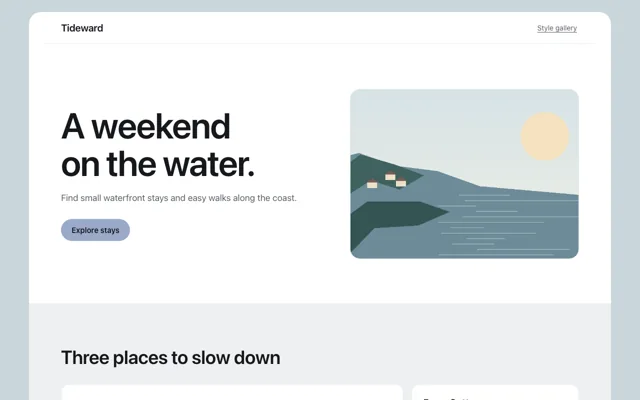 Tideward
Style gallery
A weekend
on the water.
Find small waterfront stays and easy walks along the coast.
Explore stays
Three places to slow down